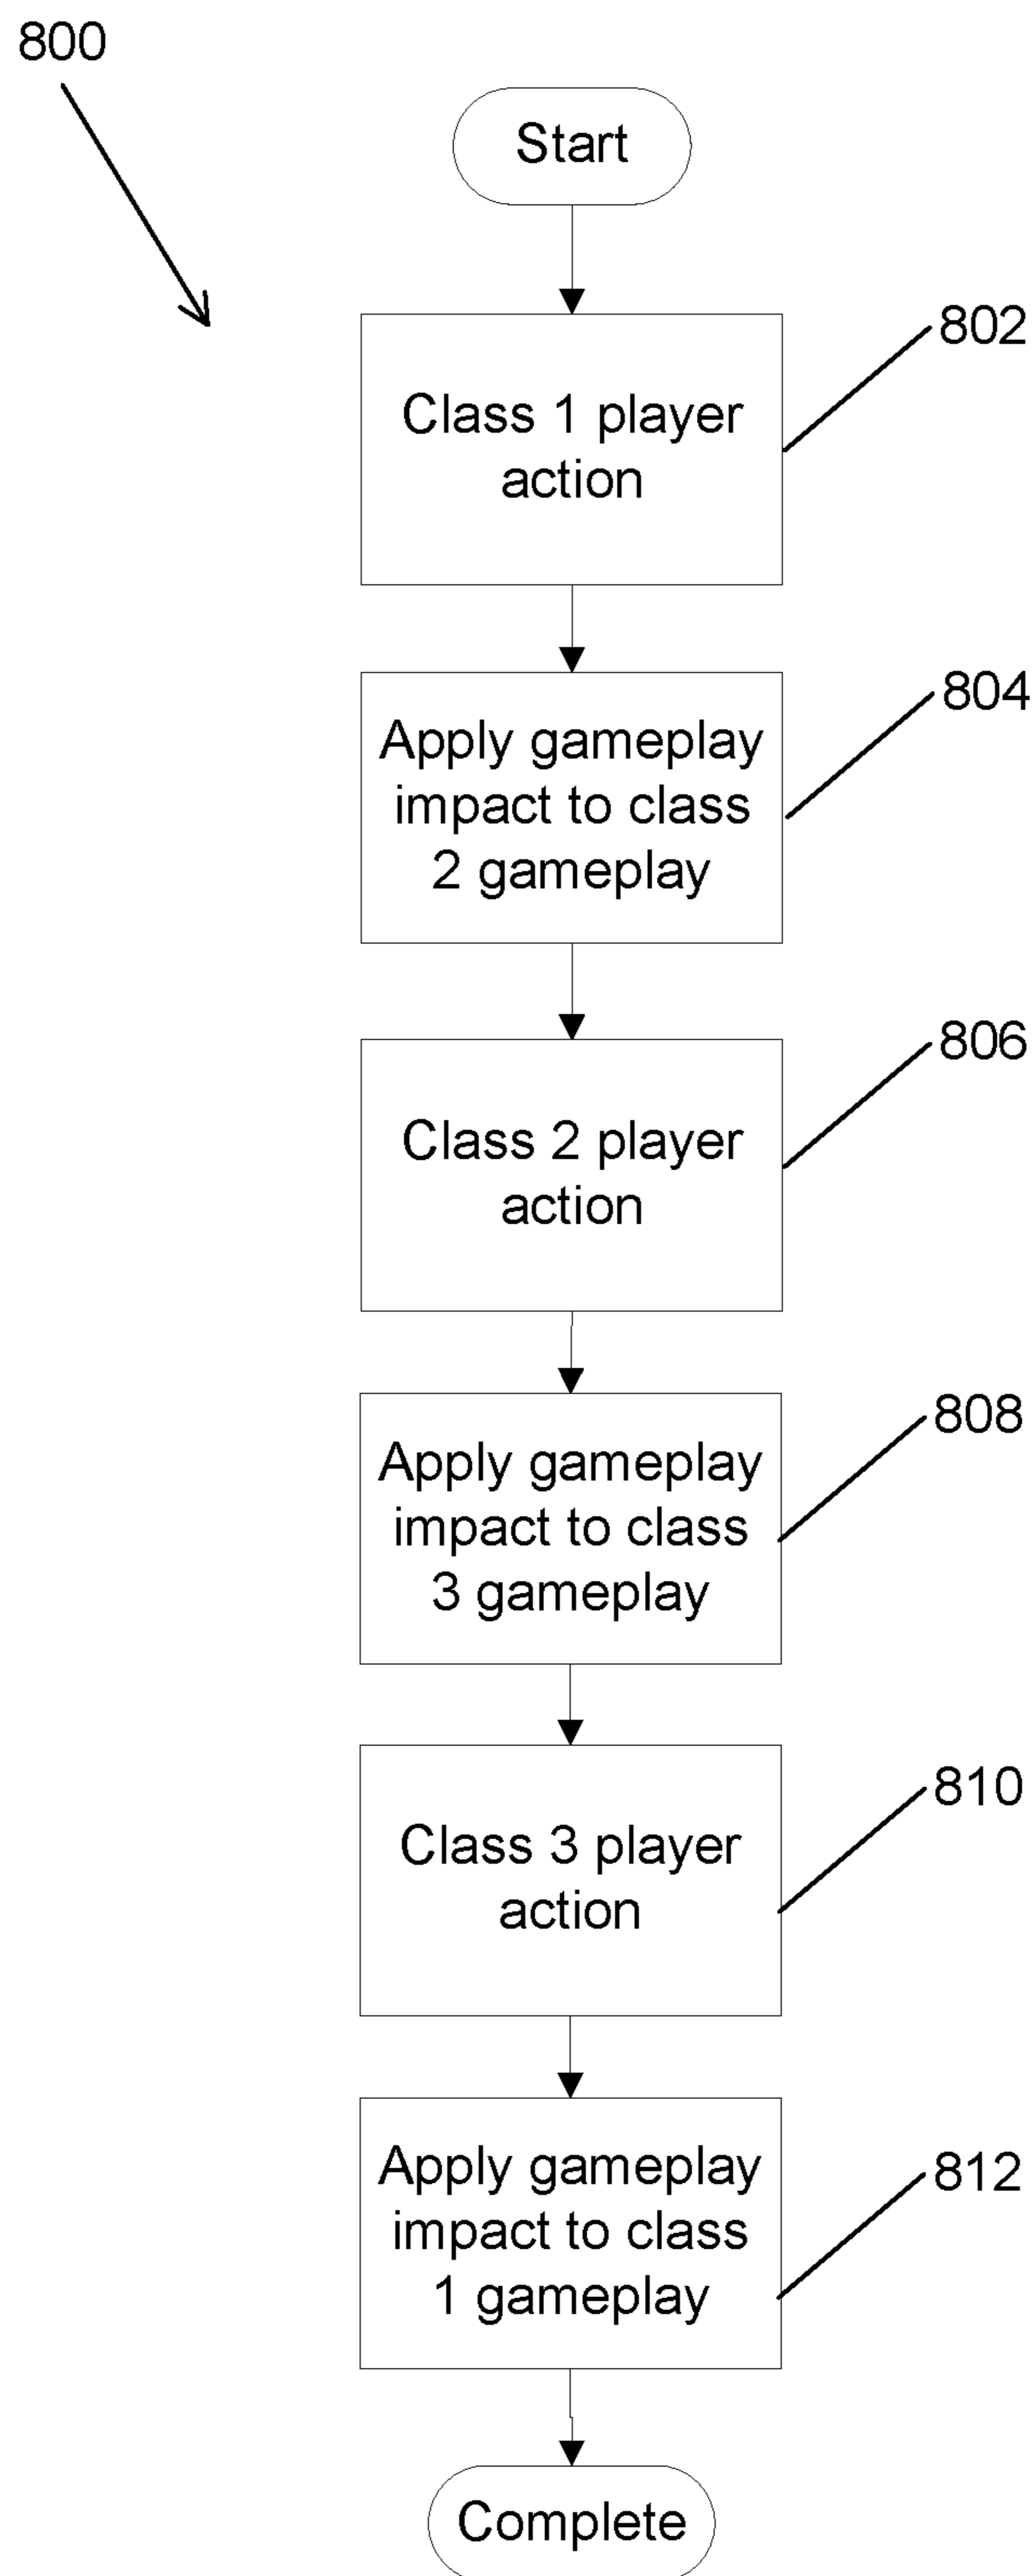 800
Start
802
Class 1 player
action
804
Apply gameplay
impact to class
2 gameplay
806
Class 2 player
action
808
Apply gameplay
impact to class
3 gameplay
810
Class 3 player
action
812
Apply gameplay
impact to class
1 gameplay
Complete